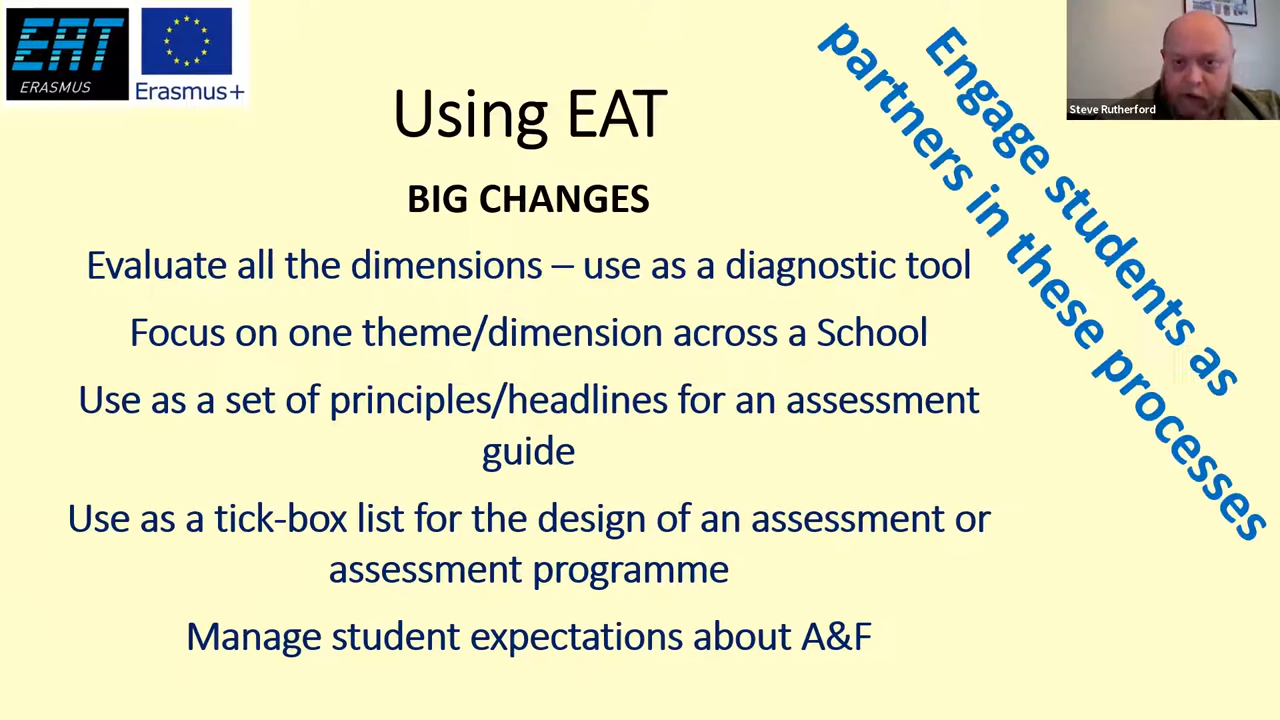 EAT
ERASMUS
Erasmus+
Using EAT
BIG CHANGES
Evaluate all the dimensions – use as a diagnostic tool
Focus on one theme/dimension across a School
Use as a set of principles/headlines for an assessment
guide
Use as a tick-box list for the design of an assessment or
assessment programme
Manage student expectations about A&F
Engage students as
partners in these processes
Steve Rutherford